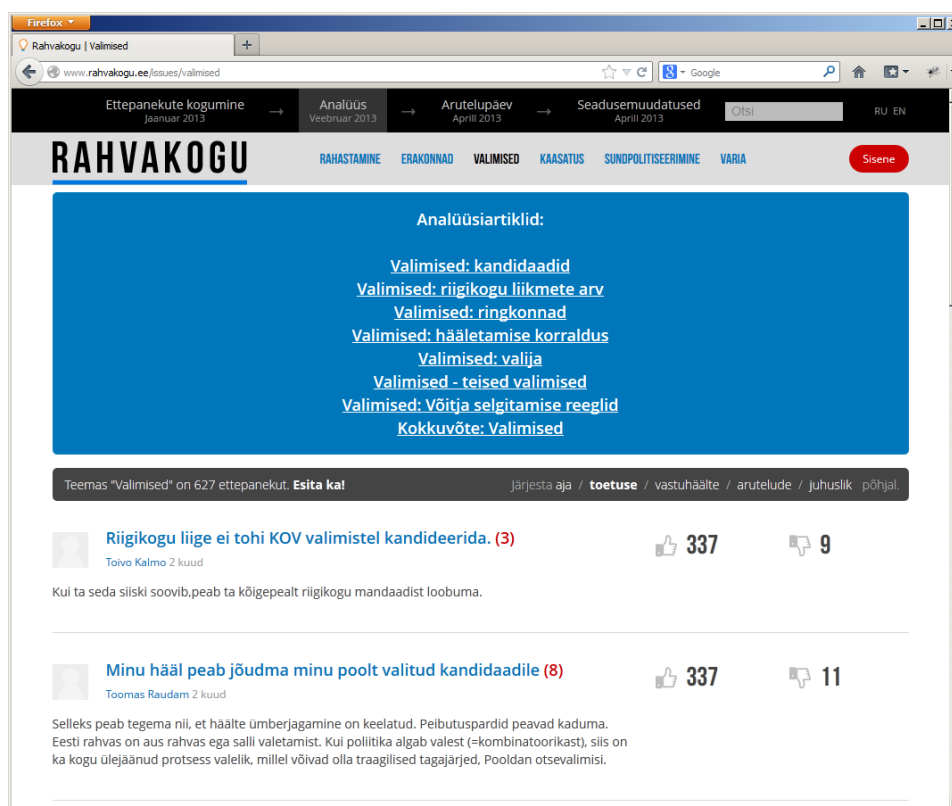 Firefox
Rahvakogu | Valimised
www.rahvakogu.ee/issues/valimised
Google
Ettepanekute kogumine → Analüüs → Arutelupäev → Seadusemuudatused
Jaanuar 2013 Veebruar 2013 Aprill 2013 Aprill 2013
Otsi
RU EN
RAHVAKOGU
RAHASTAMINE ERAKONNAD VALIMISED KAASATUS SUNDPOLITISEERIMINE VARIA
Sisene
Analüüsiartiklid:
Valimised: kandidaadid
Valimised: riigikogu liikmete arv
Valimised: ringkonnad
Valimised: hääletamise korraldus
Valimised: valija
Valimised - teised valimised
Valimised: Võitja selgitamise reeglid
Kokkuvõte: Valimised
Teemas "Valimised" on 627 ettepanekut. Esita ka! Järjesta aja / toetuse / vastuhäälte / arutelude / juhuslik põhjal.
Riigikogu liige ei tohi KOV valimistel kandideerida. (3) 337 9
Toivo Kalmo 2 kuud
Kui ta seda siiski soovib,peab ta kõigepealt riigikogu mandaadist loobuma.
Minu hääl peab jõudma minu poolt valitud kandidaadile (8) 337 11
Toomas Raudam 2 kuud
Selleks peab tegema nii, et häälte ümberjagamine on keelatud. Peibutuspardid peavad kaduma.
Eesti rahvas on aus rahvas ega salli valetamist. Kui poliitika algab valest (=kombinatoorikast), siis on
ka kogu ülejäänud protsess valelik, millel võivad olla traagilised tagajärjed, Pooldan otsevalimisi.